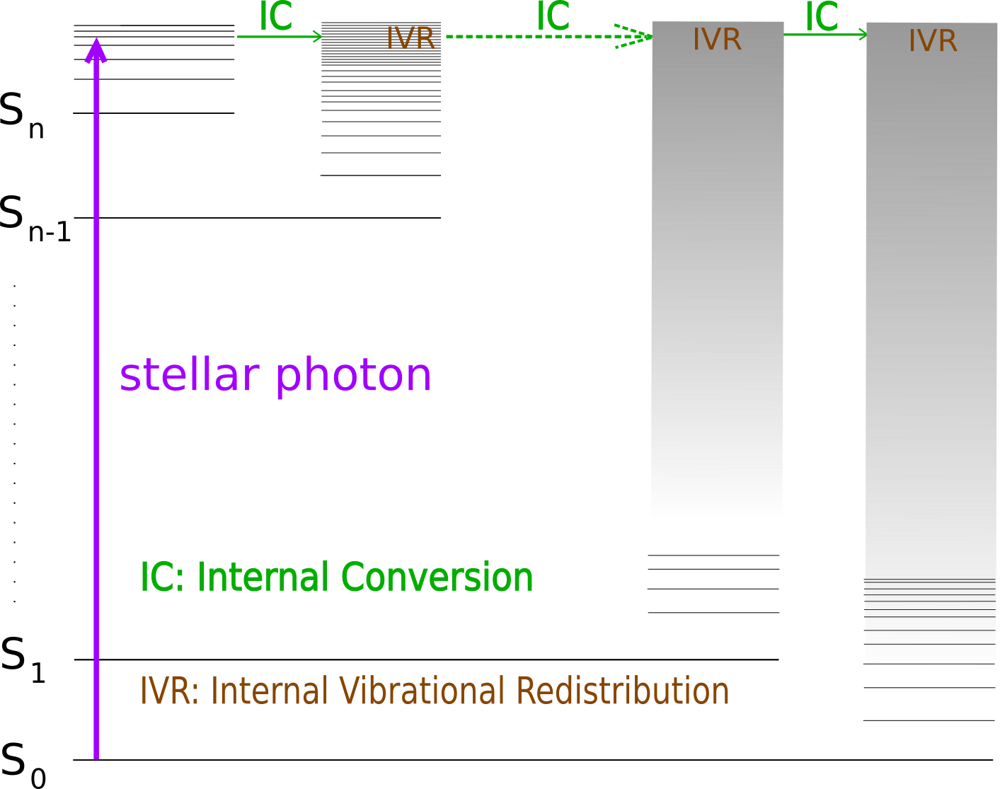 IC
IC
IC
IVR
IVR
IVR
Sn
Sn-1
stellar photon
IC: Internal Conversion
S1
IVR: Internal Vibrational Redistribution
S0